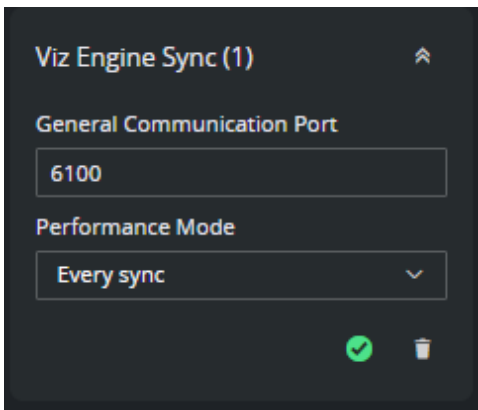 Viz Engine Sync (1)
General Communication Port
6100
Performance Mode
Every sync